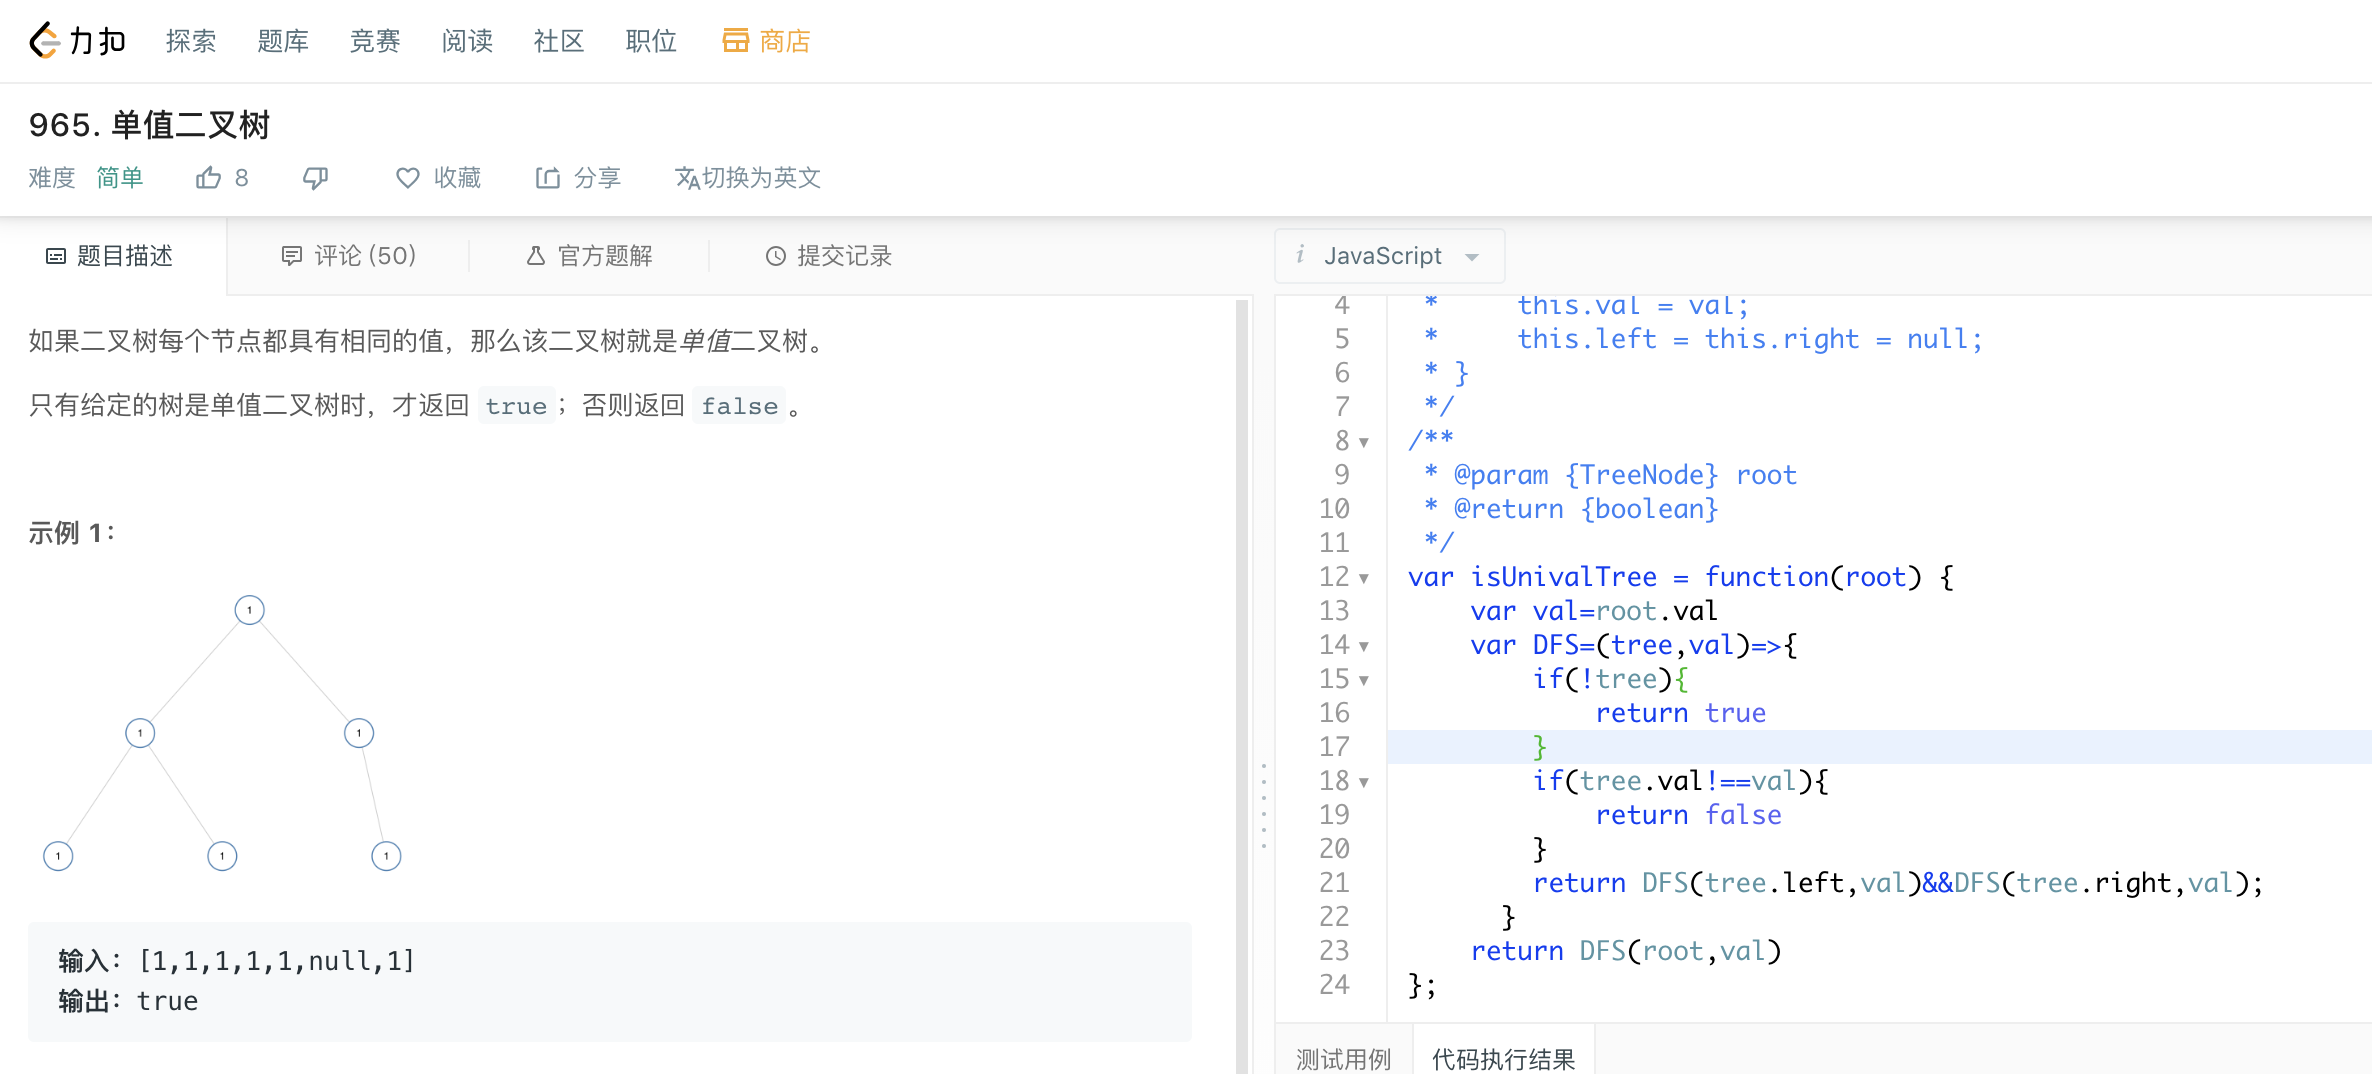 力扣 探索 题库 竞赛 阅读 社区 职位 商店
965. 单值二叉树
难度 简单 8 收藏 分享 切换为英文
题目描述 评论 (50) 官方题解 提交记录
如果二叉树每个节点都具有相同的值，那么该二叉树就是单值二叉树。
只有给定的树是单值二叉树时，才返回 true；否则返回 false。
示例 1：
1
1 1
1 1 1
输入：[1,1,1,1,1,null,1]
输出：true
i JavaScript
4 *     this.val = val;
5 *     this.left = this.right = null;
6 * }
7 */
8 /**
9 * @param {TreeNode} root
10 * @return {boolean}
11 */
12 var isUnivalTree = function(root) {
13     var val=root.val
14     var DFS=(tree,val)=>{
15         if(!tree){
16             return true
17         }
18         if(tree.val!==val){
19             return false
20         }
21         return DFS(tree.left,val)&&DFS(tree.right,val);
22       }
23     return DFS(root,val)
24 };
测试用例 代码执行结果